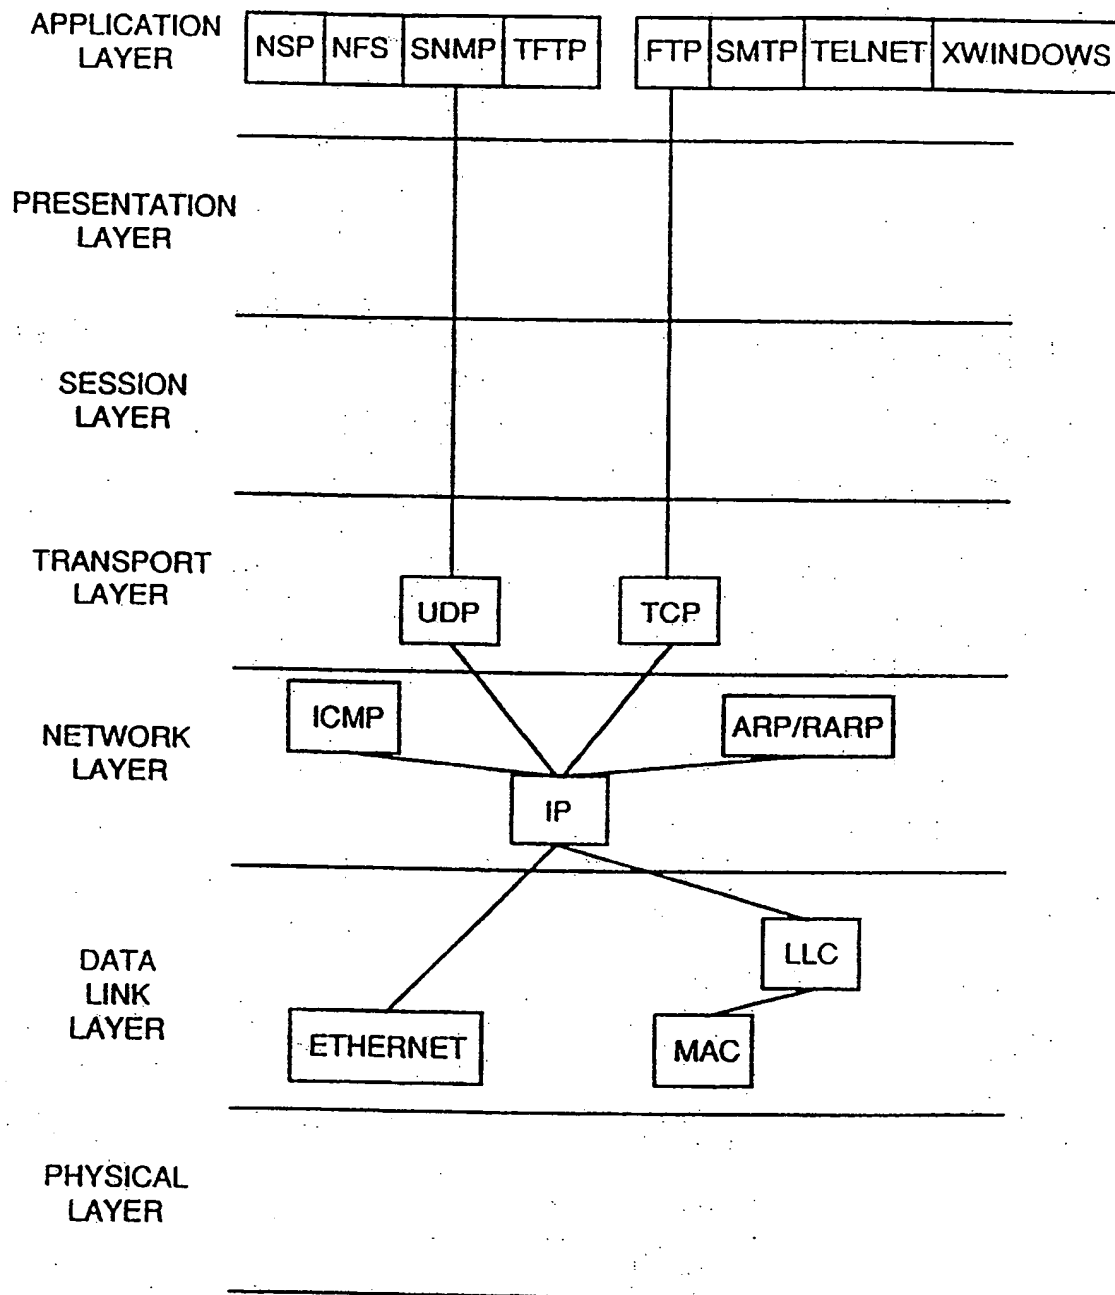 APPLICATION
LAYER
NSP NFS SNMP TFTP FTP SMTP TELNET XWINDOWS
PRESENTATION
LAYER
SESSION
LAYER
TRANSPORT
LAYER
UDP TCP
NETWORK
LAYER
ICMP ARP/RARP
IP
DATA
LINK
LAYER
LLC
ETHERNET MAC
PHYSICAL
LAYER